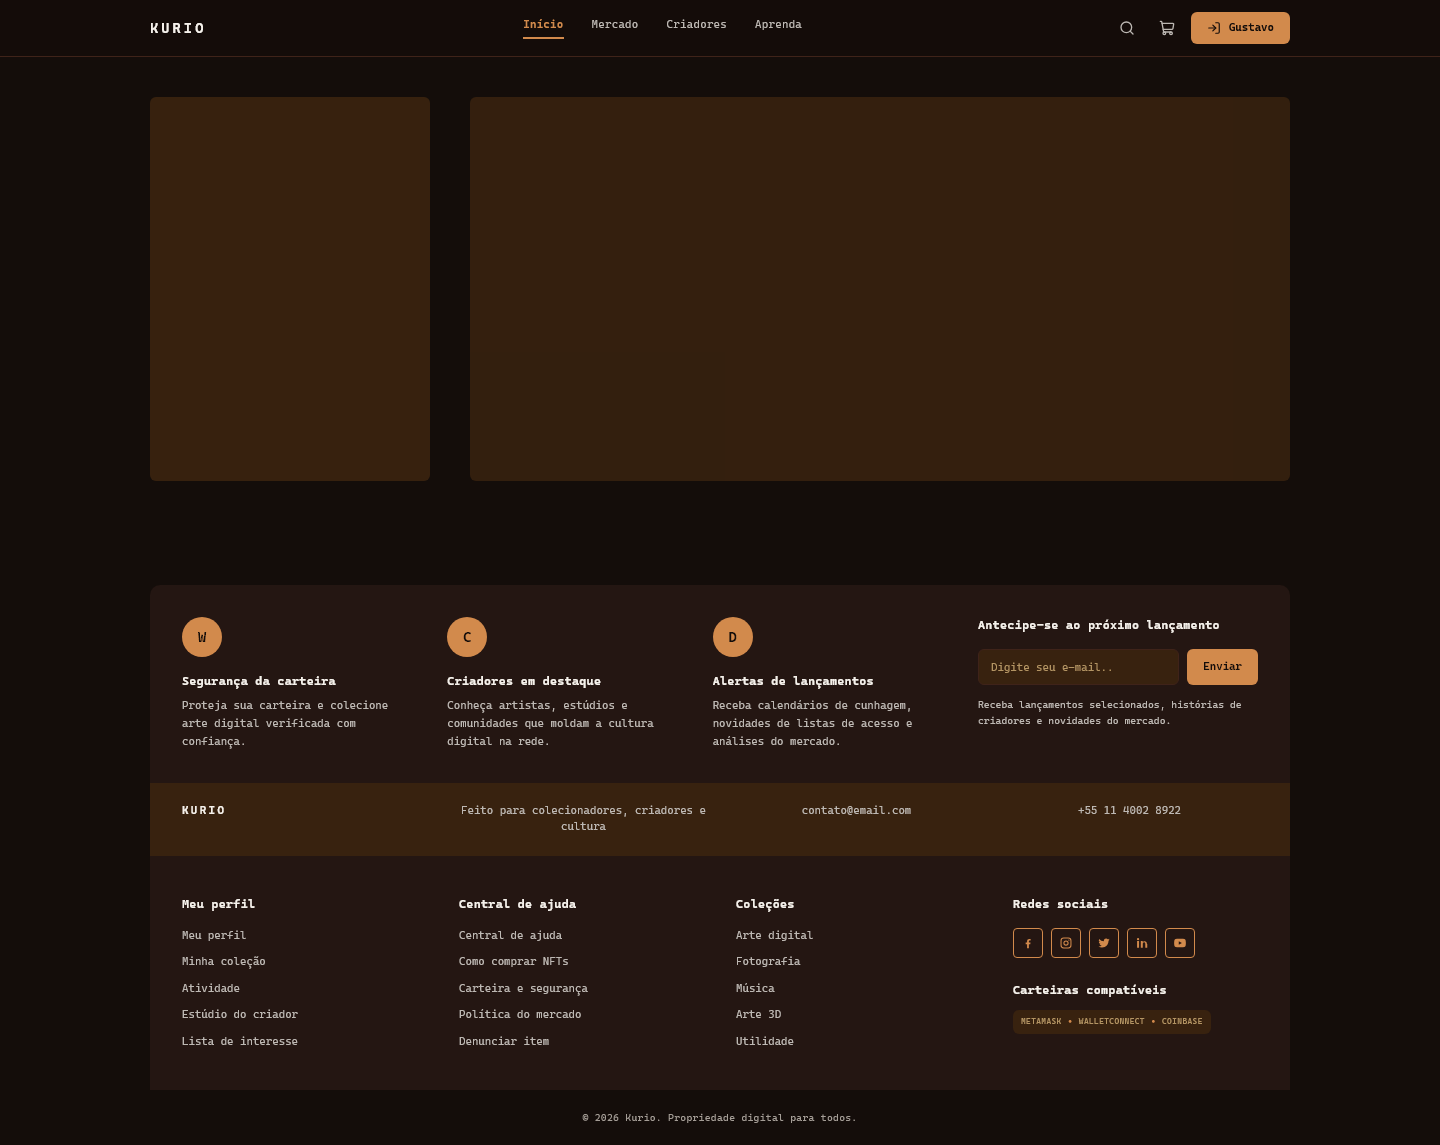 KURIO
Início
Mercado
Criadores
Aprenda
Gustavo
W
Segurança da carteira
Proteja sua carteira e colecione
arte digital verificada com
confiança.
C
Criadores em destaque
Conheça artistas, estúdios e
comunidades que moldam a cultura
digital na rede.
D
Alertas de lançamentos
Receba calendários de cunhagem,
novidades de listas de acesso e
análises do mercado.
Antecipe-se ao próximo lançamento
Digite seu e-mail..
Enviar
Receba lançamentos selecionados, histórias de
criadores e novidades do mercado.
KURIO
Feito para colecionadores, criadores e
cultura
contato@email.com
+55 11 4002 8922
Meu perfil
Meu perfil
Minha coleção
Atividade
Estúdio do criador
Lista de interesse
Central de ajuda
Central de ajuda
Como comprar NFTs
Carteira e segurança
Política do mercado
Denunciar item
Coleções
Arte digital
Fotografia
Música
Arte 3D
Utilidade
Redes sociais
Carteiras compatíveis
METAMASK • WALLETCONNECT • COINBASE
© 2026 Kurio. Propriedade digital para todos.